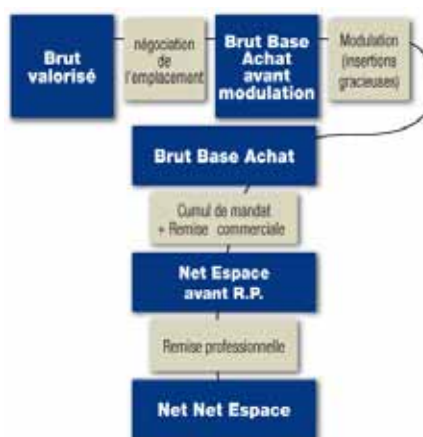 Brut
valorisé
négociation
de
l'emplacement
Brut Base
Achat
avant
modulation
Modulation
(insertions
gracieuses)
Brut Base Achat
Cumul de mandat
+ Remise commerciale
Net Espace
avant R.P.
Remise professionnelle
Net Net Espace